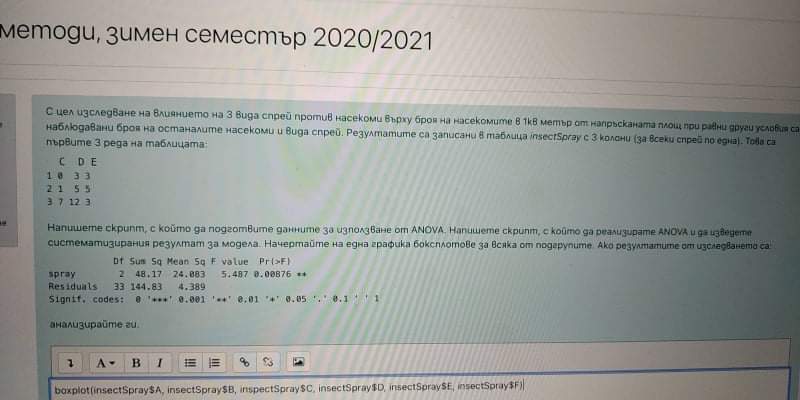 методи, зимен семестър 2020/2021
С цел изследване на влиянието на 3 вида спрей против насекоми върху броя на насекомите в 1кв метър от напръсканата площ при равни други условия са
наблюдавани броя на останалите насекоми и вида спрей. Резултатите са записани в таблица insectSpray с 3 колони (за всеки спрей по една). Това са
първите 3 реда на таблицата:
C D E
1 0 3 3
2 1 5 5
3 7 12 3
Напишете скрипт, с който да подготвите данните за използване от ANOVA. Напишете скрипт, с който да реализирате ANOVA и да изведете
систематизирания резултат за модела. Начертайте на една графика боксплотове за всяка от подгрупите. Ако резултатите от изследването са:
Df Sum Sq Mean Sq F value Pr(>F)
spray 2 48.17 24.083 5.487 0.00876 **
Residuals 33 144.83 4.389
Signif. codes: 0 '***' 0.001 '**' 0.01 '*' 0.05 '.' 0.1 ' ' 1
анализирайте ги.
A B I
boxplot(insectSpray$A, insectSpray$B, inspectSpray$C, insectSpray$D, insectSpray$E, insectSpray$F)